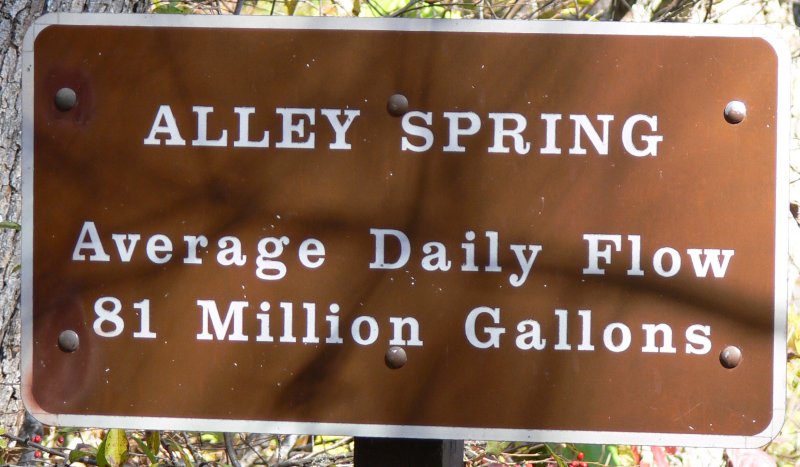 ALLEY SPRING
Average Daily Flow
81 Million Gallons